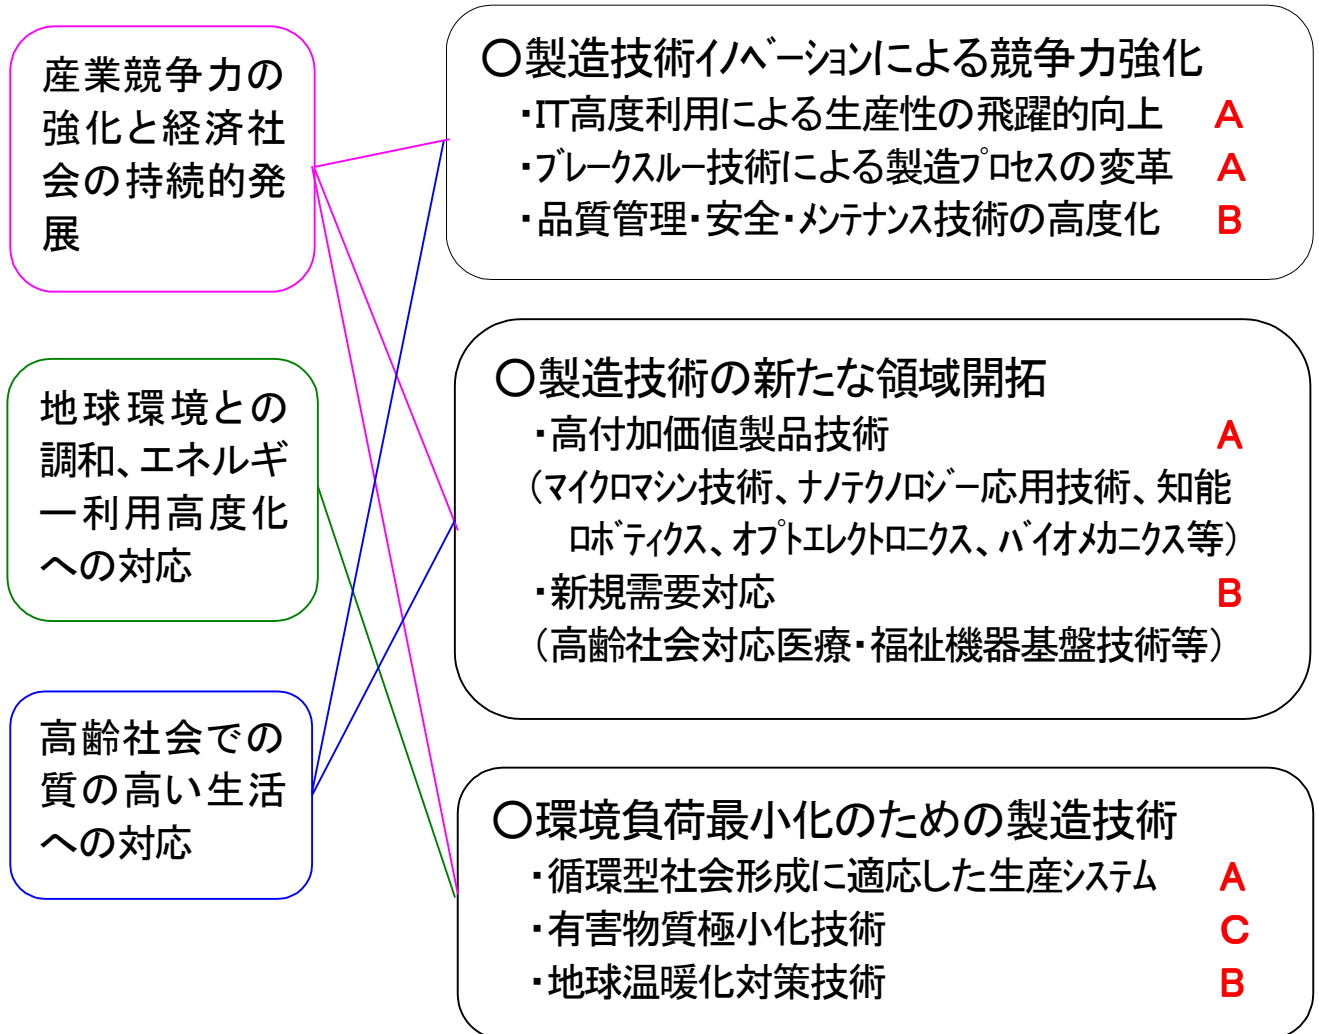 産業競争力の
強化と経済社
会の持続的発
展
地球環境との
調和、エネルギ
ー利用高度化
への対応
高齢社会での
質の高い生活
への対応
○製造技術イノベーションによる競争力強化
・IT高度利用による生産性の飛躍的向上 A
・ブレークスルー技術による製造プロセスの変革 A
・品質管理・安全・メンテナンス技術の高度化 B
○製造技術の新たな領域開拓
・高付加価値製品技術 A
（マイクロマシン技術、ナノテクノロジー応用技術、知能
ロボティクス、オプトエレクトロニクス、バイオメカニクス等）
・新規需要対応 B
（高齢社会対応医療・福祉機器基盤技術等）
○環境負荷最小化のための製造技術
・循環型社会形成に適応した生産システム A
・有害物質極小化技術 C
・地球温暖化対策技術 B